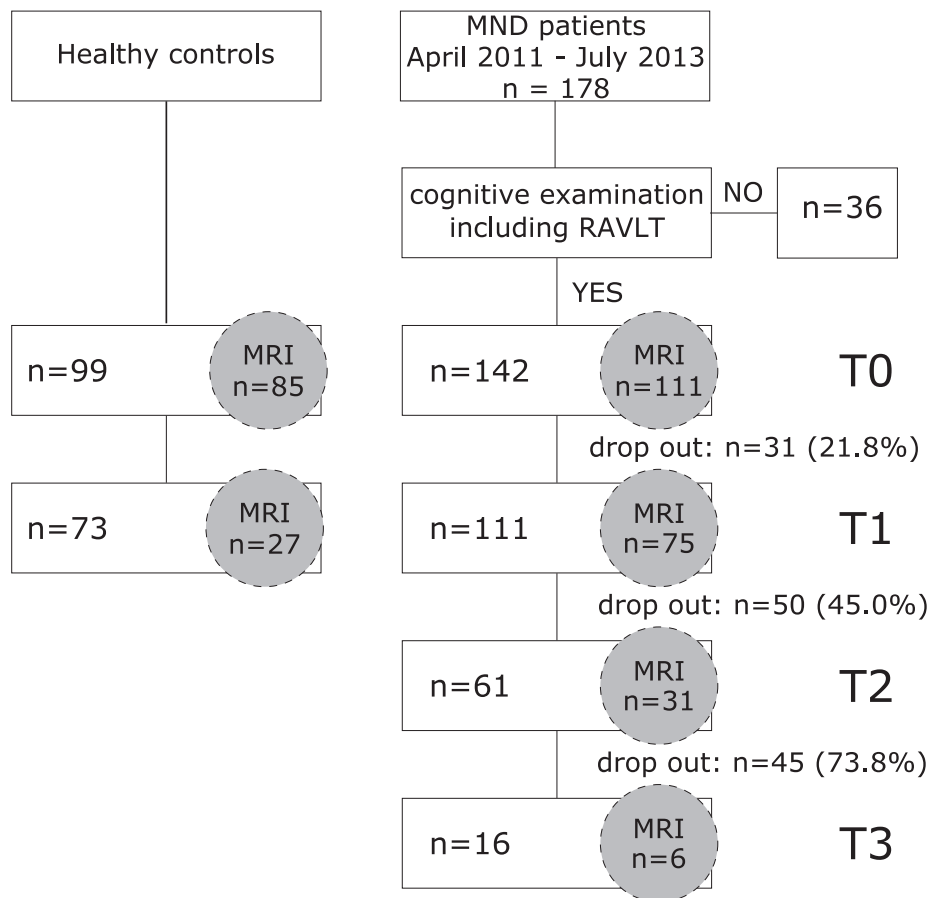 Healthy controls
MND patients
April 2011 - July 2013
n = 178
cognitive examination
including RAVLT
NO
n=36
YES
n=99
MRI
n=85
n=142
MRI
n=111
T0
drop out: n=31 (21.8%)
n=73
MRI
n=27
n=111
MRI
n=75
T1
drop out: n=50 (45.0%)
n=61
MRI
n=31
T2
drop out: n=45 (73.8%)
n=16
MRI
n=6
T3